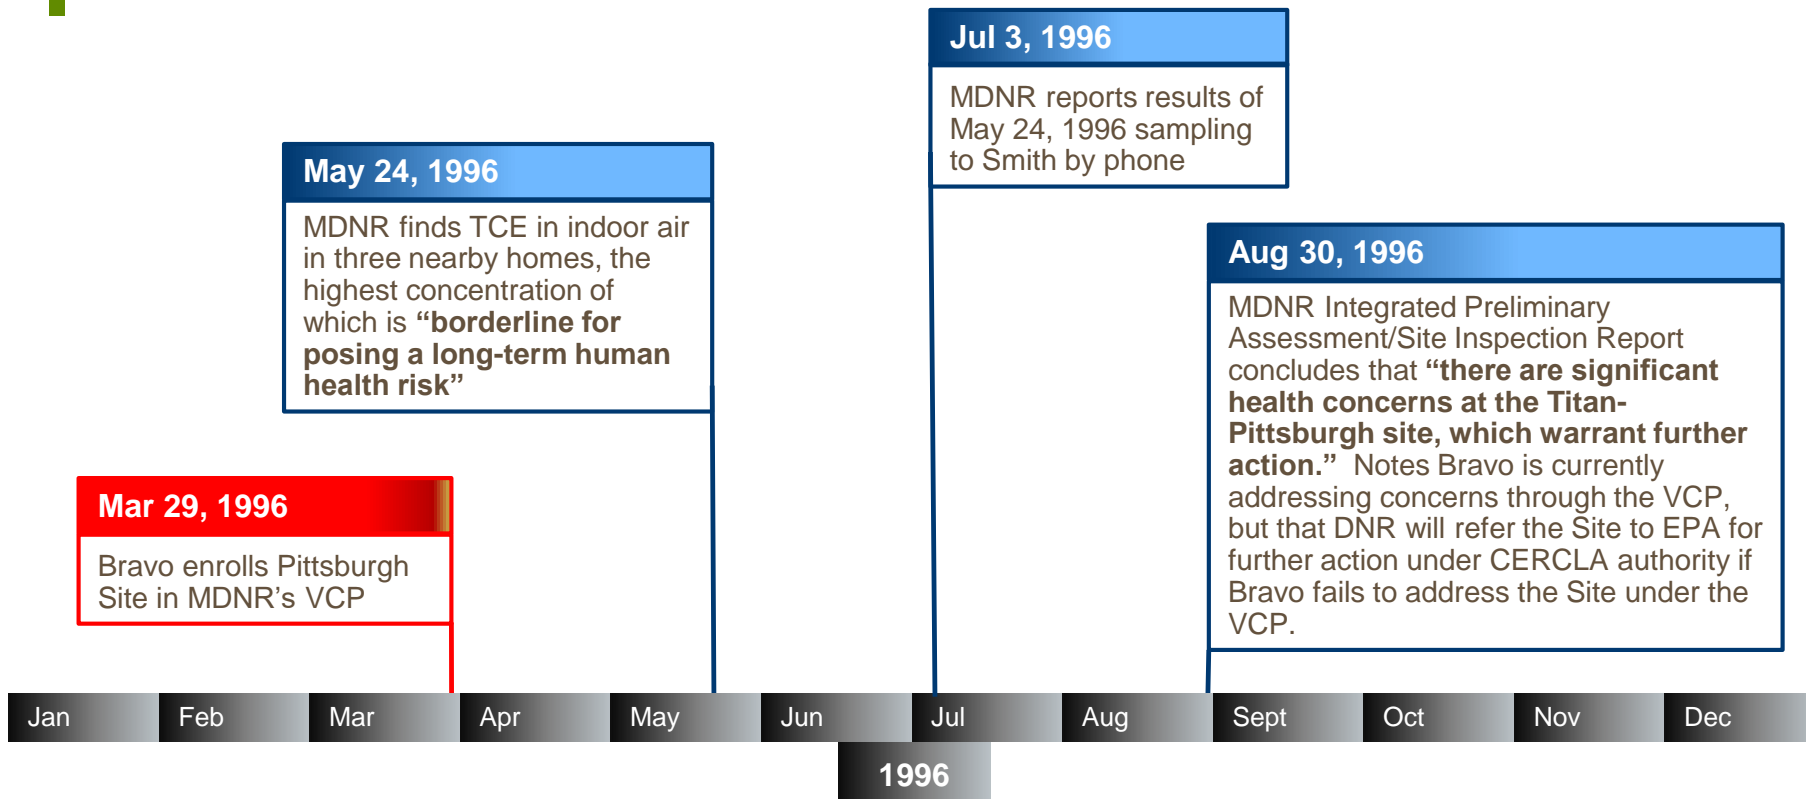 Jul 3, 1996
MDNR reports results of
May 24, 1996 sampling
to Smith by phone
May 24, 1996
MDNR finds TCE in indoor air
in three nearby homes, the
highest concentration of
which is “borderline for
posing a long-term human
health risk”
Aug 30, 1996
MDNR Integrated Preliminary
Assessment/Site Inspection Report
concludes that “there are significant
health concerns at the Titan-
Pittsburgh site, which warrant further
action.” Notes Bravo is currently
addressing concerns through the VCP,
but that DNR will refer the Site to EPA for
further action under CERCLA authority if
Bravo fails to address the Site under the
VCP.
Mar 29, 1996
Bravo enrolls Pittsburgh
Site in MDNR’s VCP
Jan Feb Mar Apr May Jun Jul Aug Sept Oct Nov Dec
1996